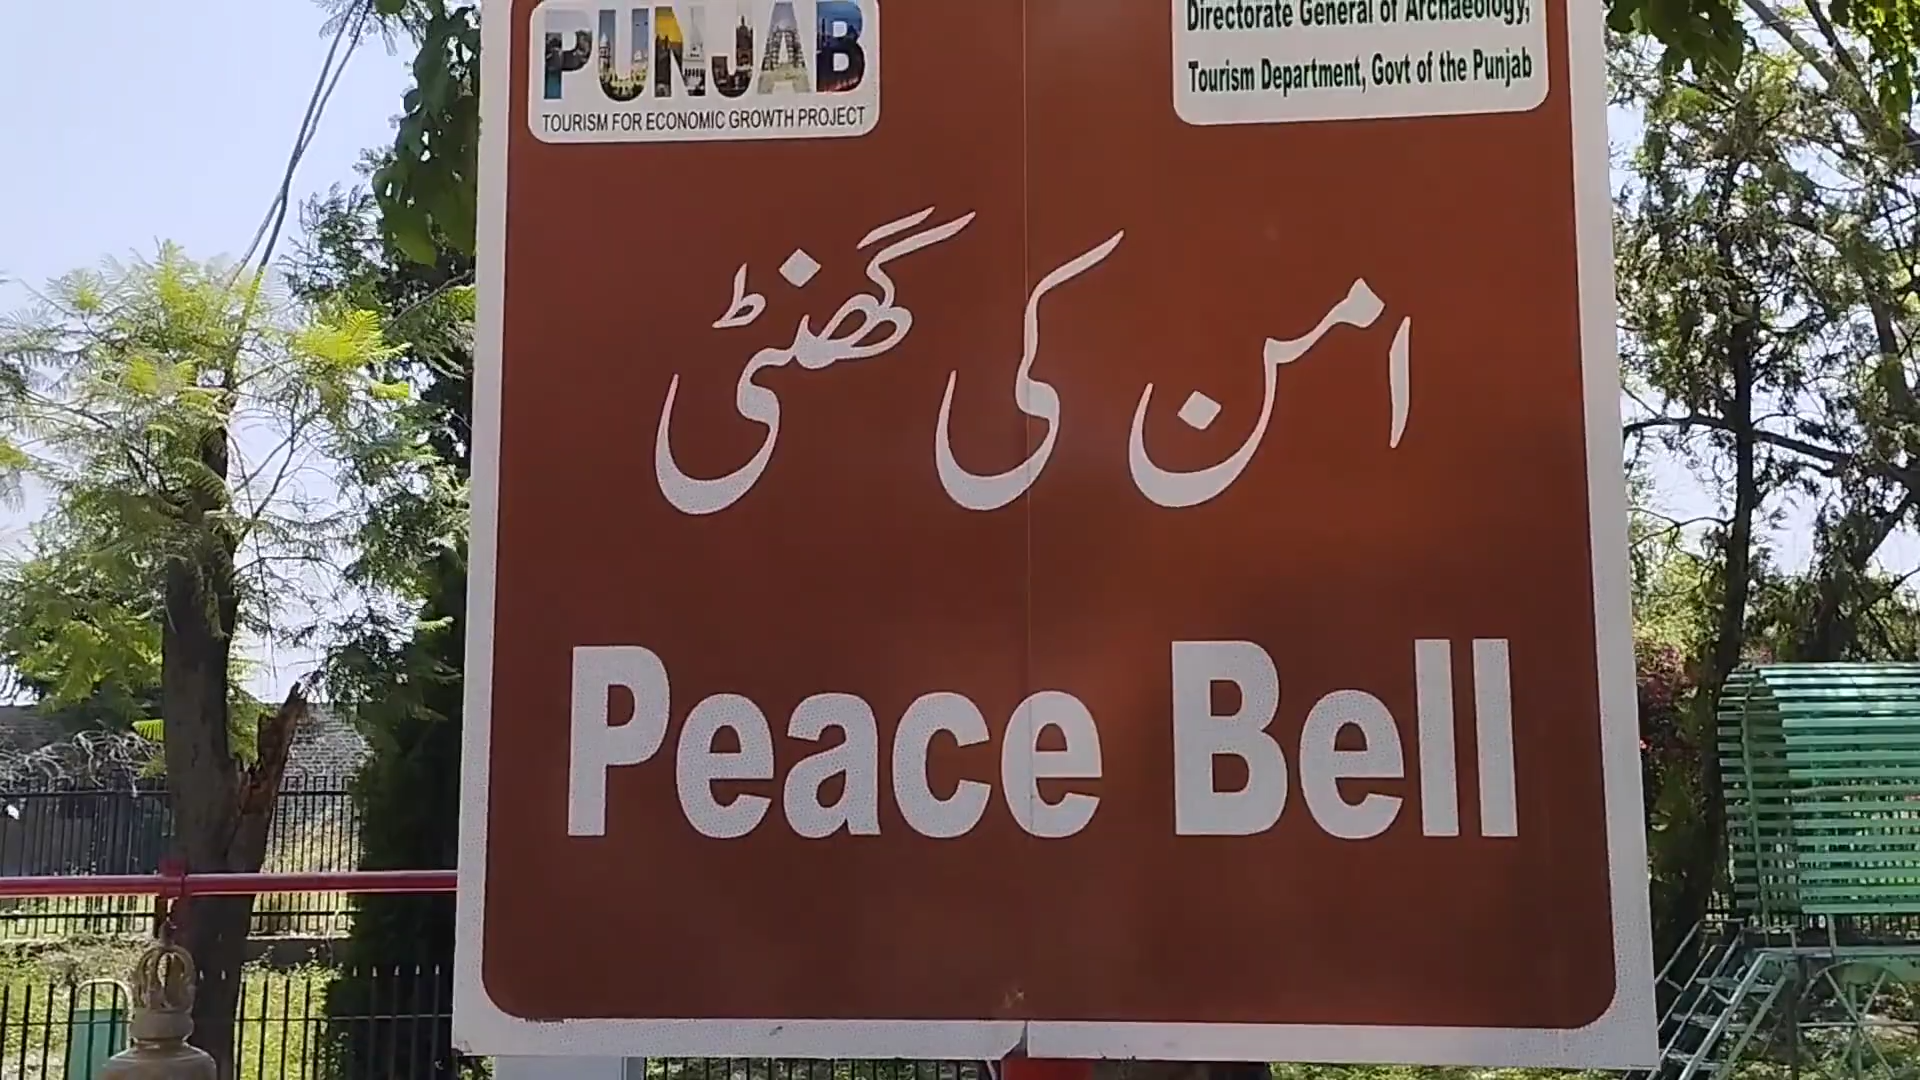 PUNJAB
TOURISM FOR ECONOMIC GROWTH PROJECT
Directorate General of Archaeology,
Tourism Department, Govt of the Punjab
امن کی گھنٹی
Peace Bell